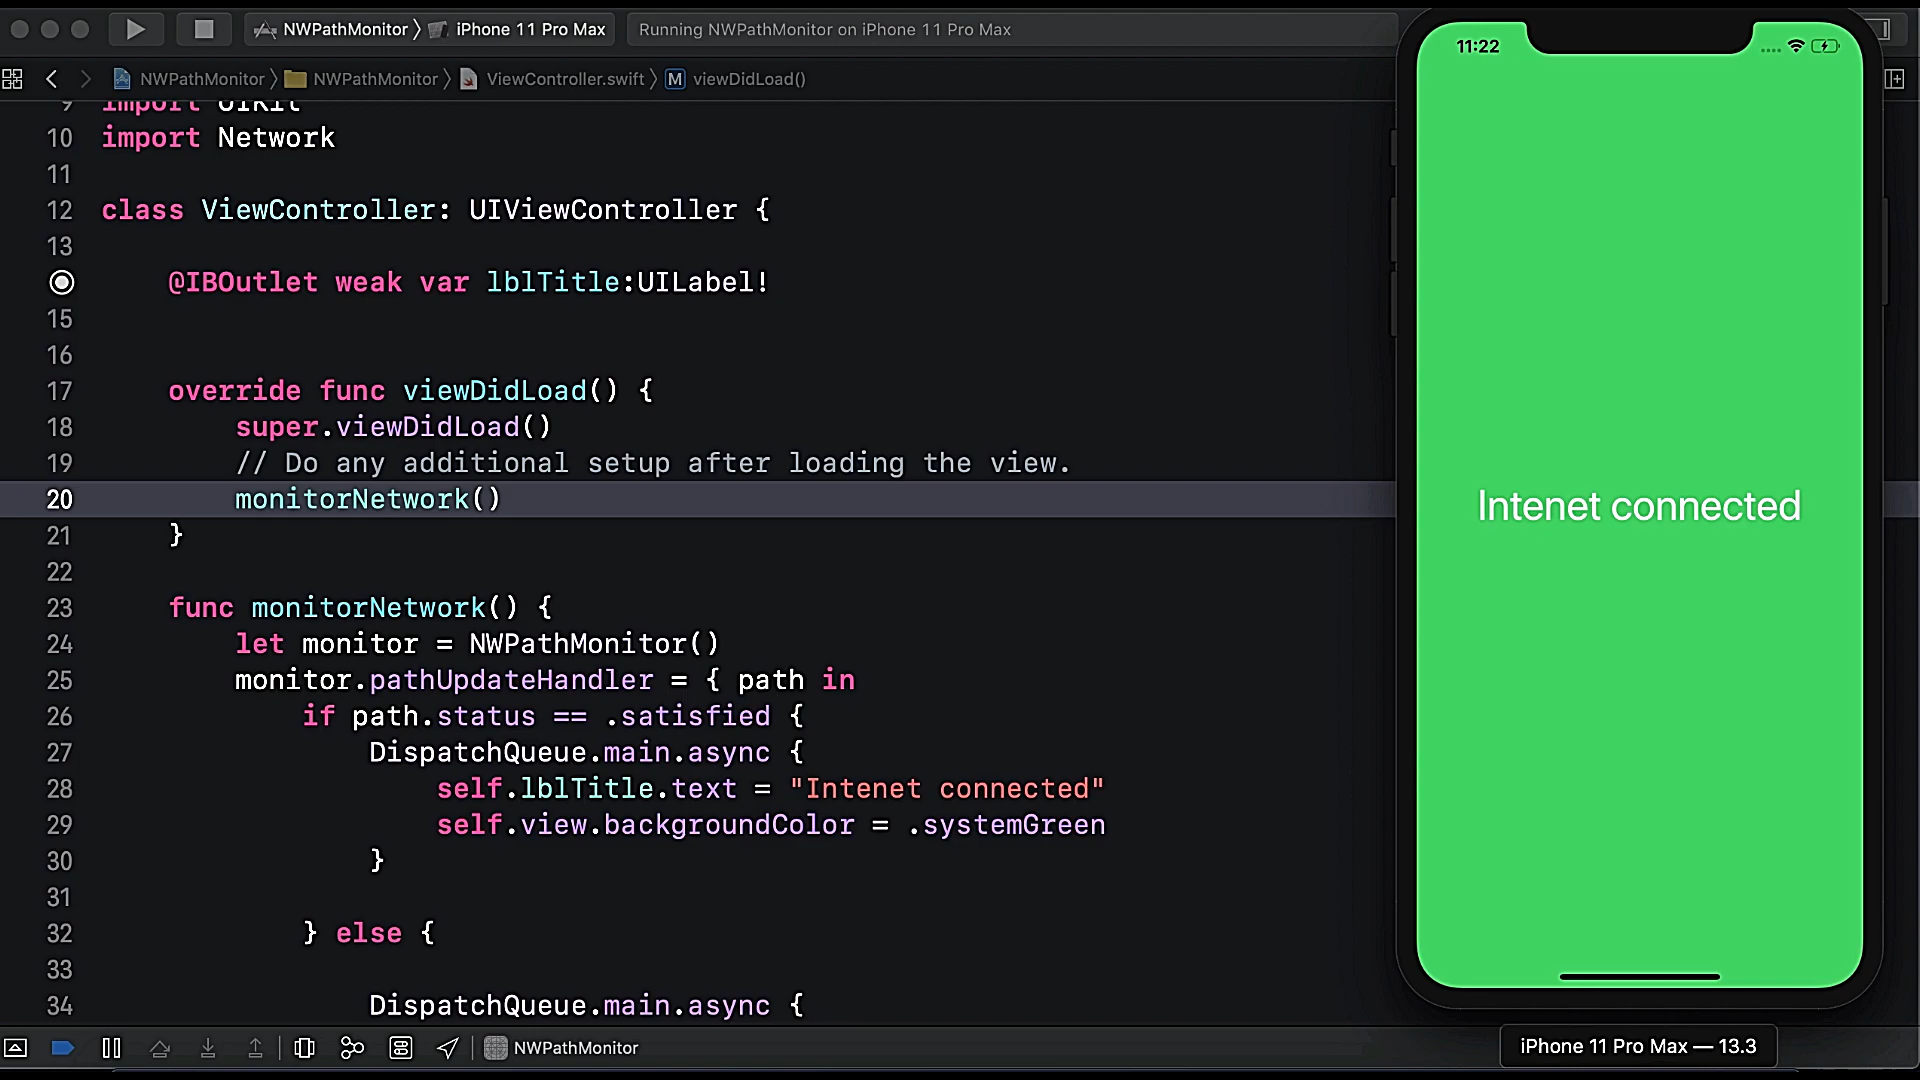 NWPathMonitor
iPhone 11 Pro Max
Running NWPathMonitor on iPhone 11 Pro Max
NWPathMonitor
NWPathMonitor
ViewController.swift
M
viewDidLoad()
9 import UIKit
10 import Network
11
12 class ViewController: UIViewController {
13
@IBOutlet weak var lblTitle:UILabel!
15
16
17 override func viewDidLoad() {
18 super.viewDidLoad()
19 // Do any additional setup after loading the view.
20 monitorNetwork()
21 }
22
23 func monitorNetwork() {
24 let monitor = NWPathMonitor()
25 monitor.pathUpdateHandler = { path in
26 if path.status == .satisfied {
27 DispatchQueue.main.async {
28 self.lblTitle.text = "Intenet connected"
29 self.view.backgroundColor = .systemGreen
30 }
31
32 } else {
33
34 DispatchQueue.main.async {
NWPathMonitor
11:22
Intenet connected
iPhone 11 Pro Max — 13.3